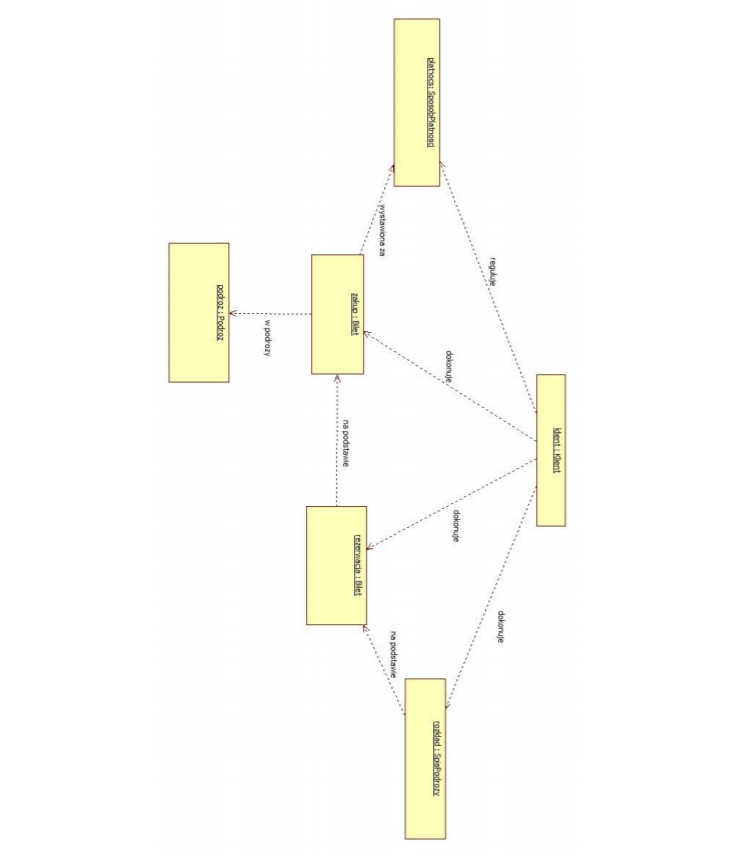 klient : Klient
reguluje
dokonuje
dokonuje
dokonuje
platnocs: SposobPlatnosci
rozklad : SpisPodrozy
wystawiona za
na podstawie
zakup : Bilet
na podstawie
rezerwacja : Bilet
w podrozy
podroz : Podroz